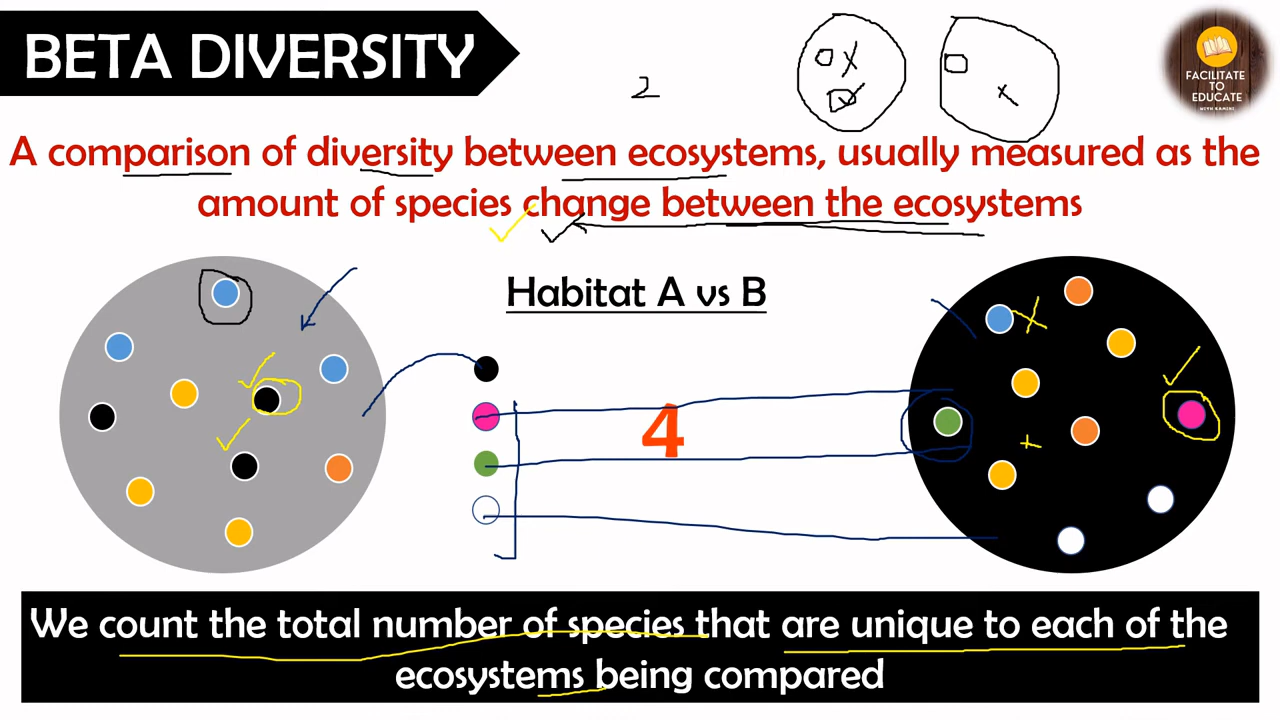 BETA DIVERSITY
2
FACILITATE
TO
EDUCATE
WITH RAMINI
A comparison of diversity between ecosystems, usually measured as the
amount of species change between the ecosystems
Habitat A vs B
4
We count the total number of species that are unique to each of the
ecosystems being compared